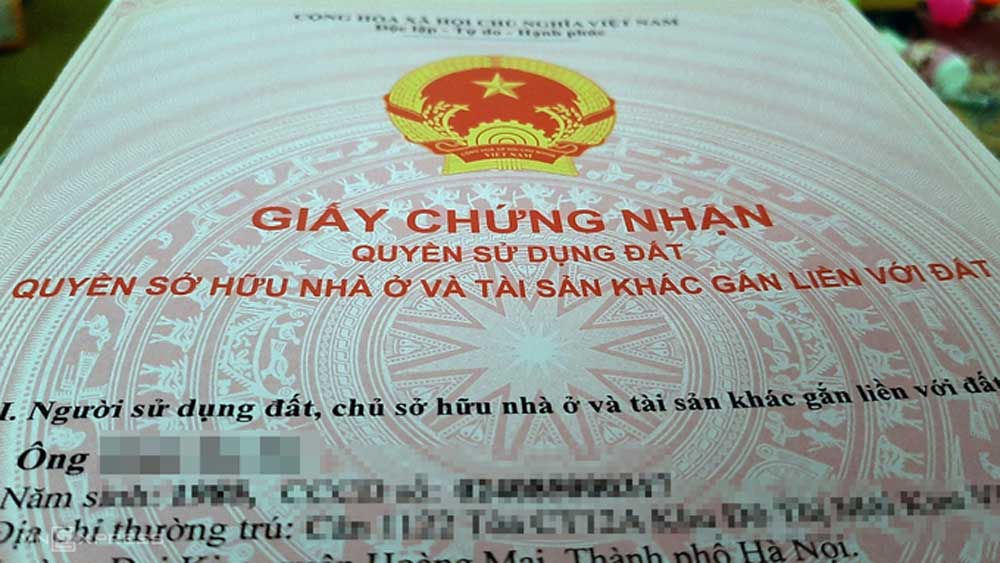 CỘNG HÒA XÃ HỘI CHỦ NGHĨA VIỆT NAM
Độc lập - Tự do - Hạnh phúc
VIỆT NAM
GIẤY CHỨNG NHẬN
QUYỀN SỬ DỤNG ĐẤT
QUYỀN SỞ HỮU NHÀ Ở VÀ TÀI SẢN KHÁC GẮN LIỀN VỚI ĐẤT
I. Người sử dụng đất, chủ sở hữu nhà ở và tài sản khác gắn liền với đất
Ông
Năm sinh: CCCD số:
Địa chỉ thường trú:
Hoàng Mai, Thành phố Hà Nội.